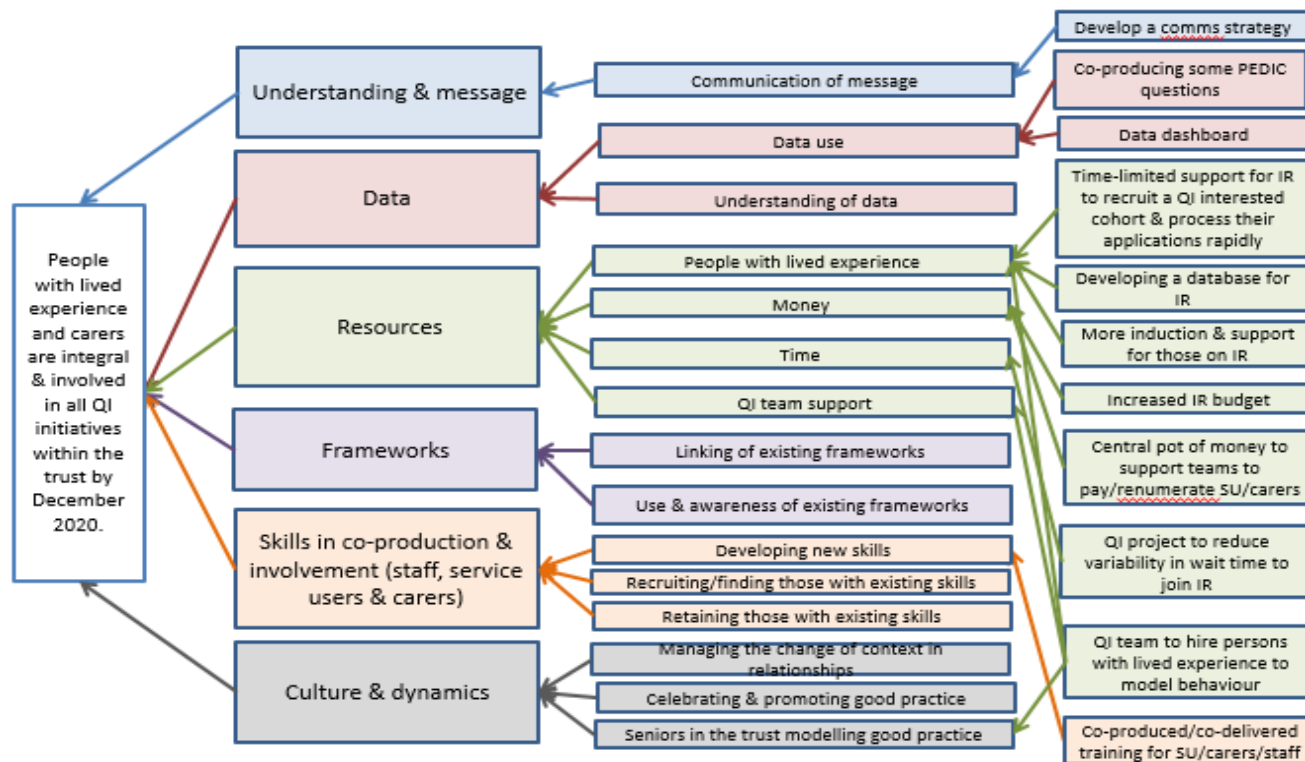 People
with lived
experience
and carers
are integral
& involved
in all QI
initiatives
within the
trust by
December
2020.
Understanding & message
Data
Resources
Frameworks
Skills in co-production &
involvement (staff, service
users & carers)
Culture & dynamics
Communication of message
Data use
Understanding of data
People with lived experience
Money
Time
QI team support
Linking of existing frameworks
Use & awareness of existing frameworks
Developing new skills
Recruiting/finding those with existing skills
Retaining those with existing skills
Managing the change of context in
relationships
Celebrating & promoting good practice
Seniors in the trust modelling good practice
Develop a comms strategy
Co-producing some PEDIC
questions
Data dashboard
Time-limited support for IR
to recruit a QI interested
cohort & process their
applications rapidly
Developing a database for
IR
More induction & support
for those on IR
Increased IR budget
Central pot of money to
support teams to
pay/renumerate SU/carers
QI project to reduce
variability in wait time to
join IR
QI team to hire persons
with lived experience to
model behaviour
Co-produced/co-delivered
training for SU/carers/staff